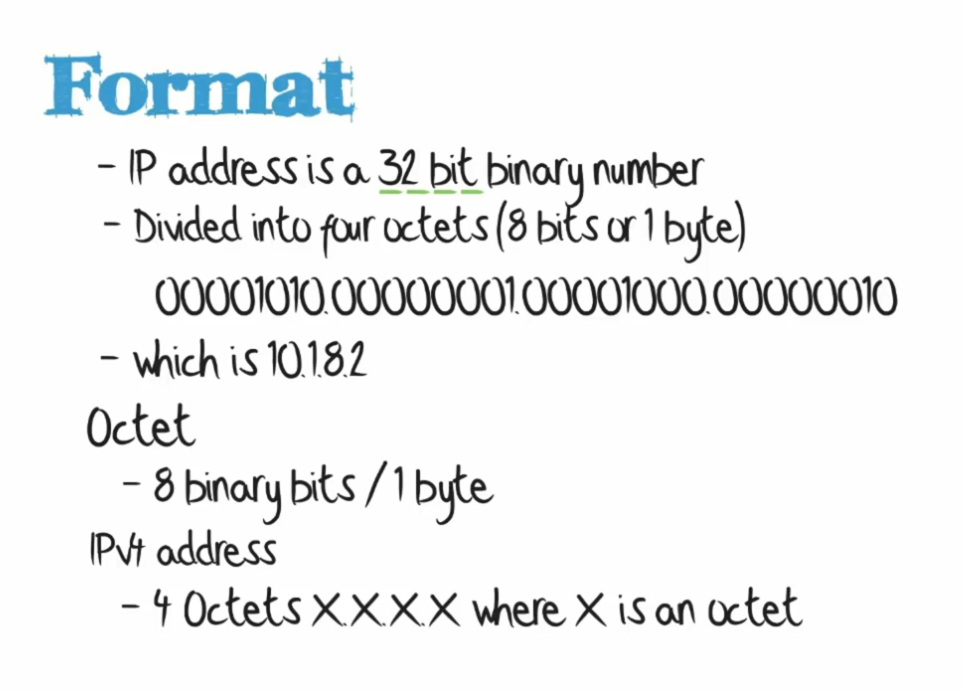 Format
- IP address is a 32 bit binary number
- Divided into four octets (8 bits or 1 byte)
00001010.00000001.00001000.00000010
- which is 10.1.8.2
Octet
- 8 binary bits / 1 byte
IPv4 address
- 4 Octets X.X.X.X where X is an octet